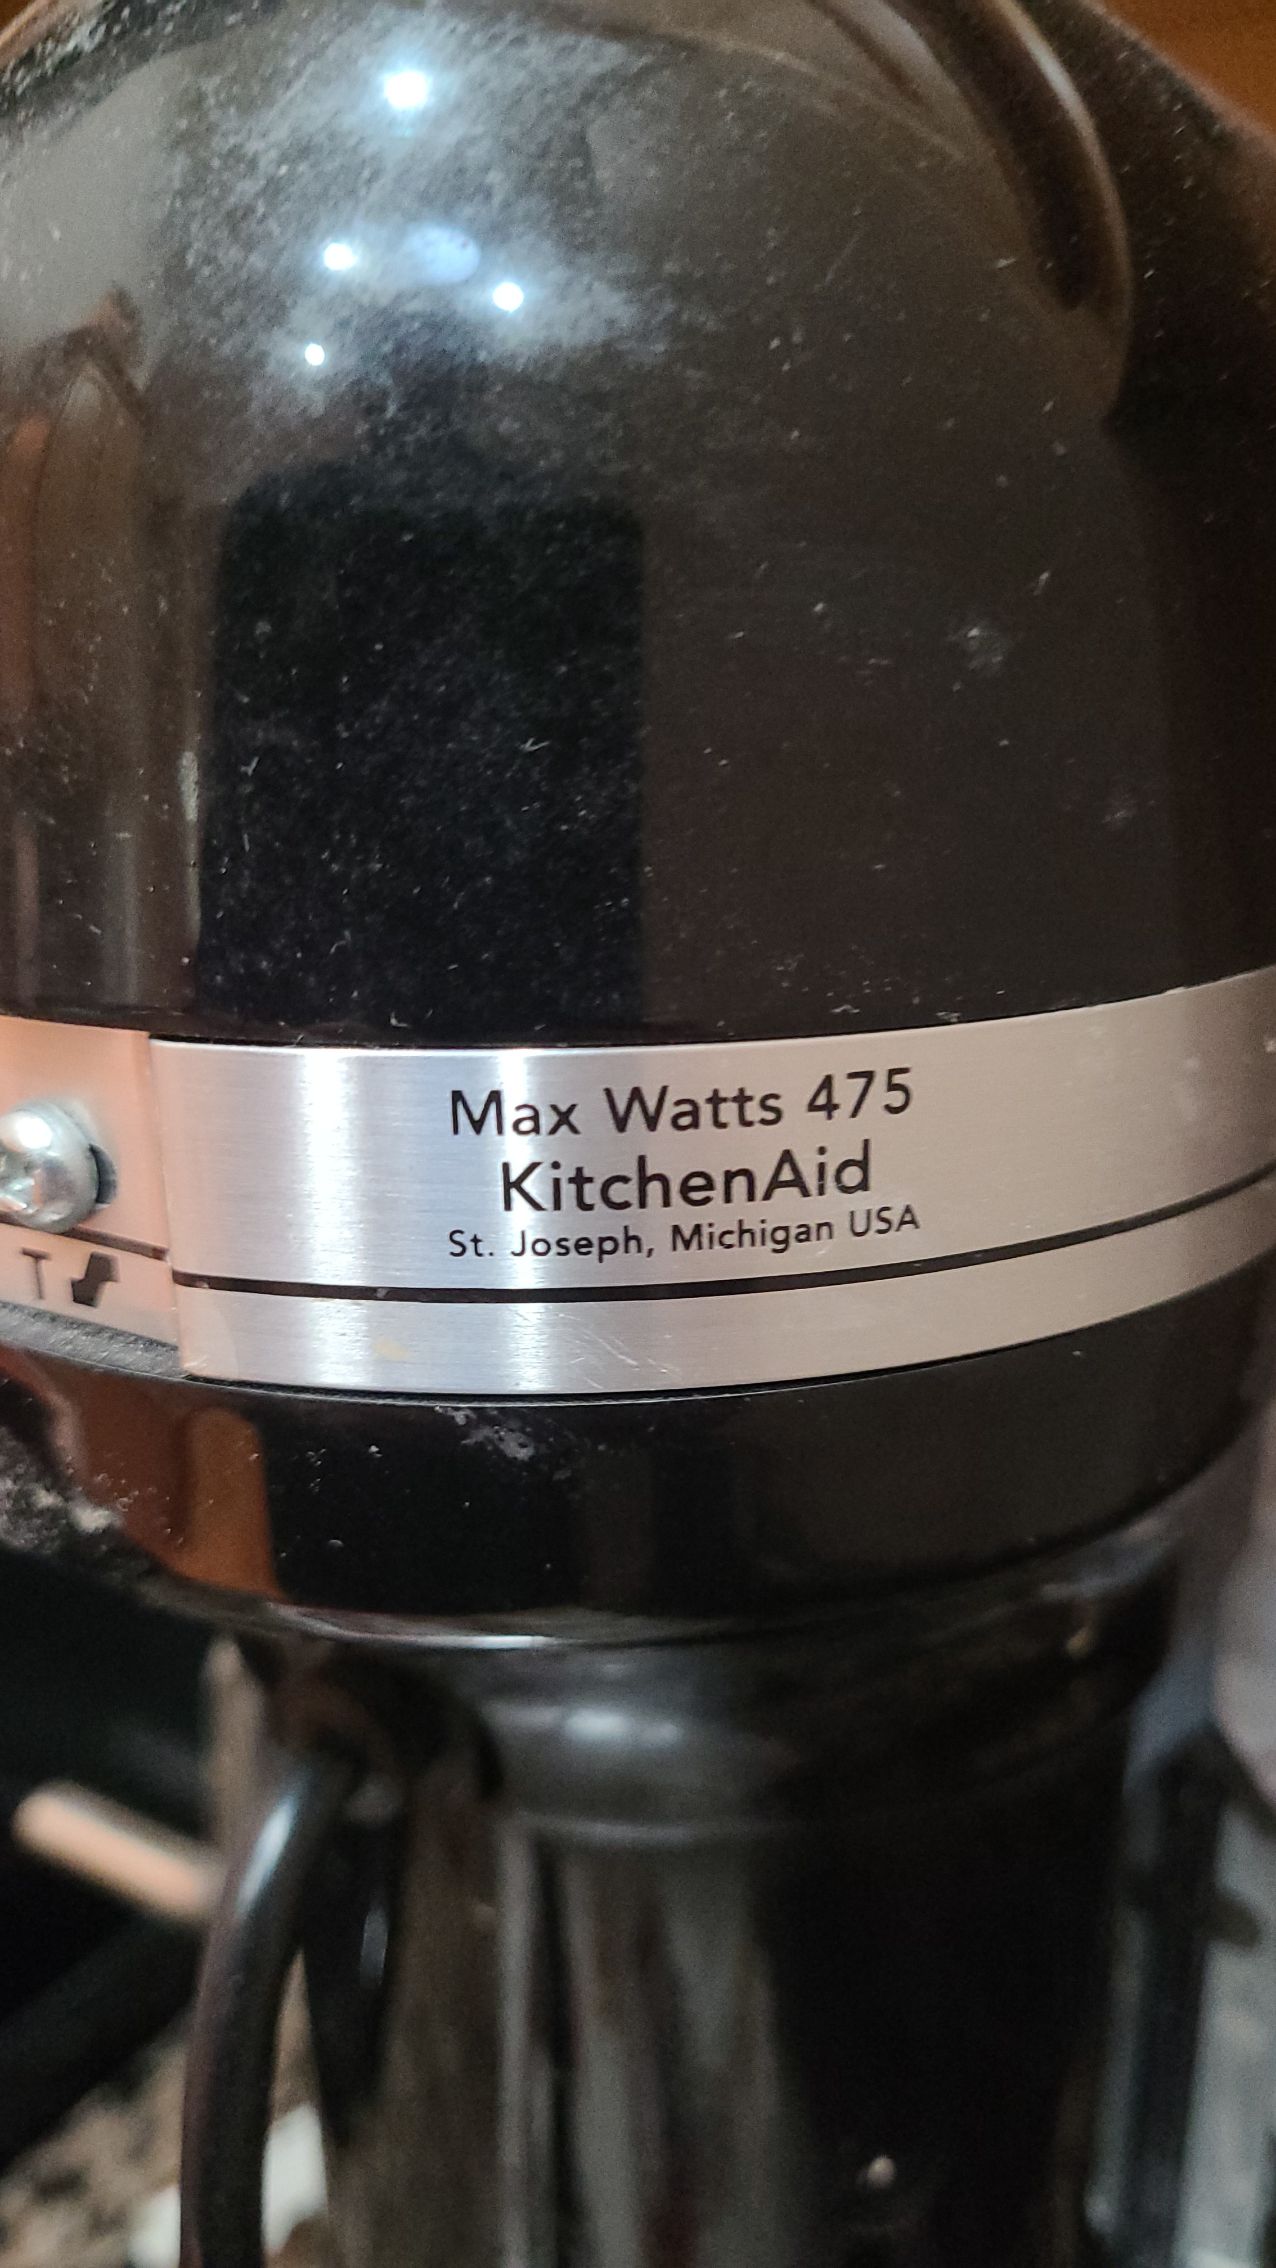 Max Watts 475
KitchenAid
St. Joseph, Michigan USA
T